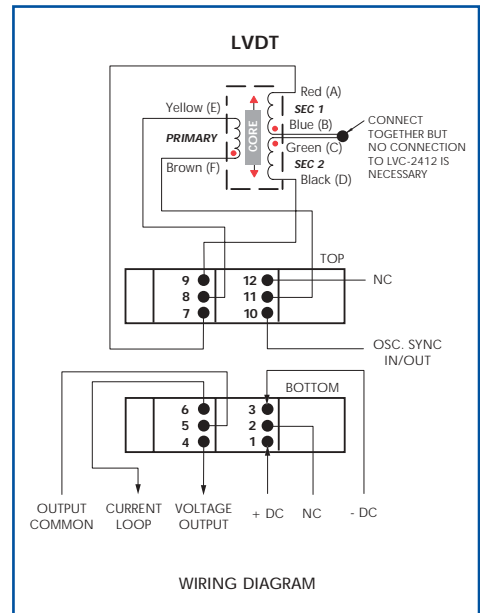 LVDT
Red (A)
SEC 1
Yellow (E)
Blue (B)
CONNECT
TOGETHER BUT
NO CONNECTION
TO LVC-2412 IS
NECESSARY
PRIMARY
CORE
Green (C)
SEC 2
Brown (F)
Black (D)
TOP
9 12
NC
8 11
7 10
OSC. SYNC
IN/OUT
BOTTOM
6 3
5 2
4 1
OUTPUT
COMMON
CURRENT
LOOP
VOLTAGE
OUTPUT
+ DC
NC
- DC
WIRING DIAGRAM